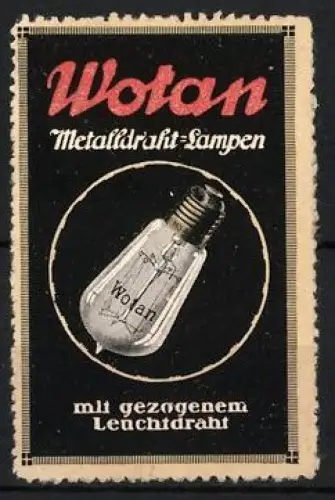 Wotan
Metalldraht-Lampen
Wotan
mit gezogenem
Leuchtdraht